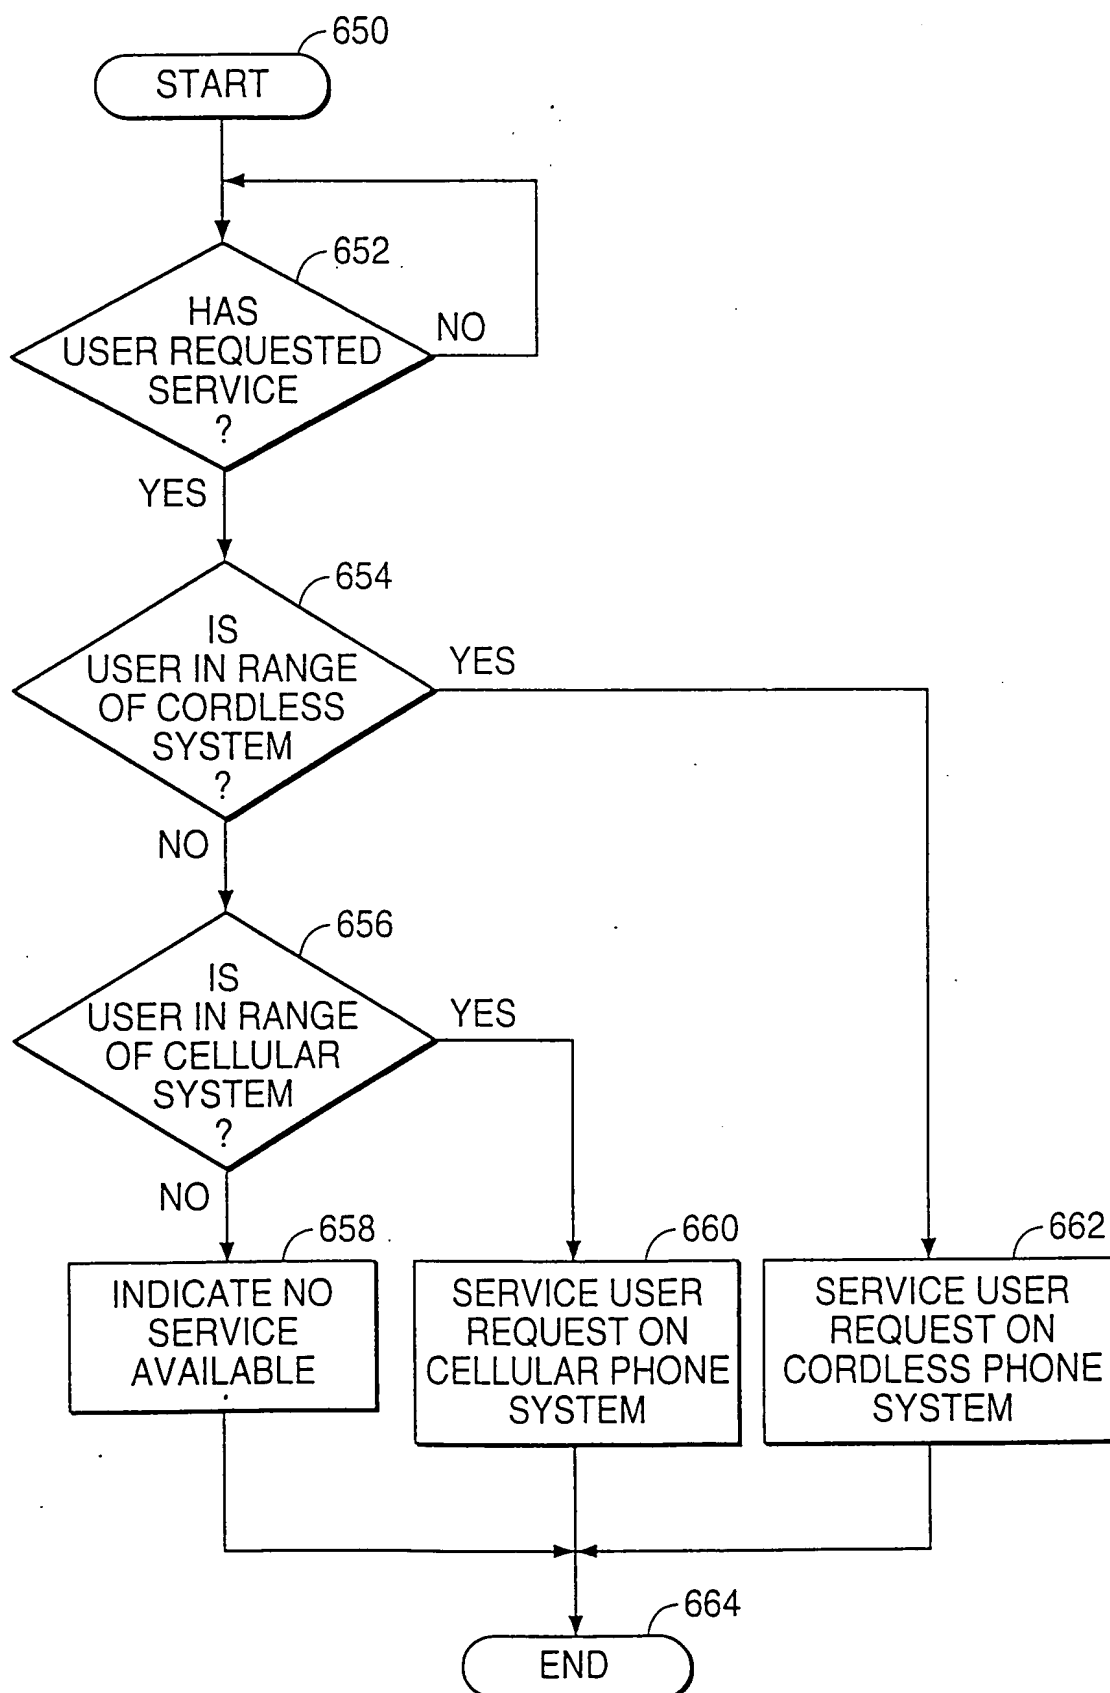 650
START
652
HAS
USER REQUESTED
SERVICE
?
NO
YES
654
IS
USER IN RANGE
OF CORDLESS
SYSTEM
?
YES
NO
656
IS
USER IN RANGE
OF CELLULAR
SYSTEM
?
YES
NO
658
INDICATE NO
SERVICE
AVAILABLE
660
SERVICE USER
REQUEST ON
CELLULAR PHONE
SYSTEM
662
SERVICE USER
REQUEST ON
CORDLESS PHONE
SYSTEM
664
END